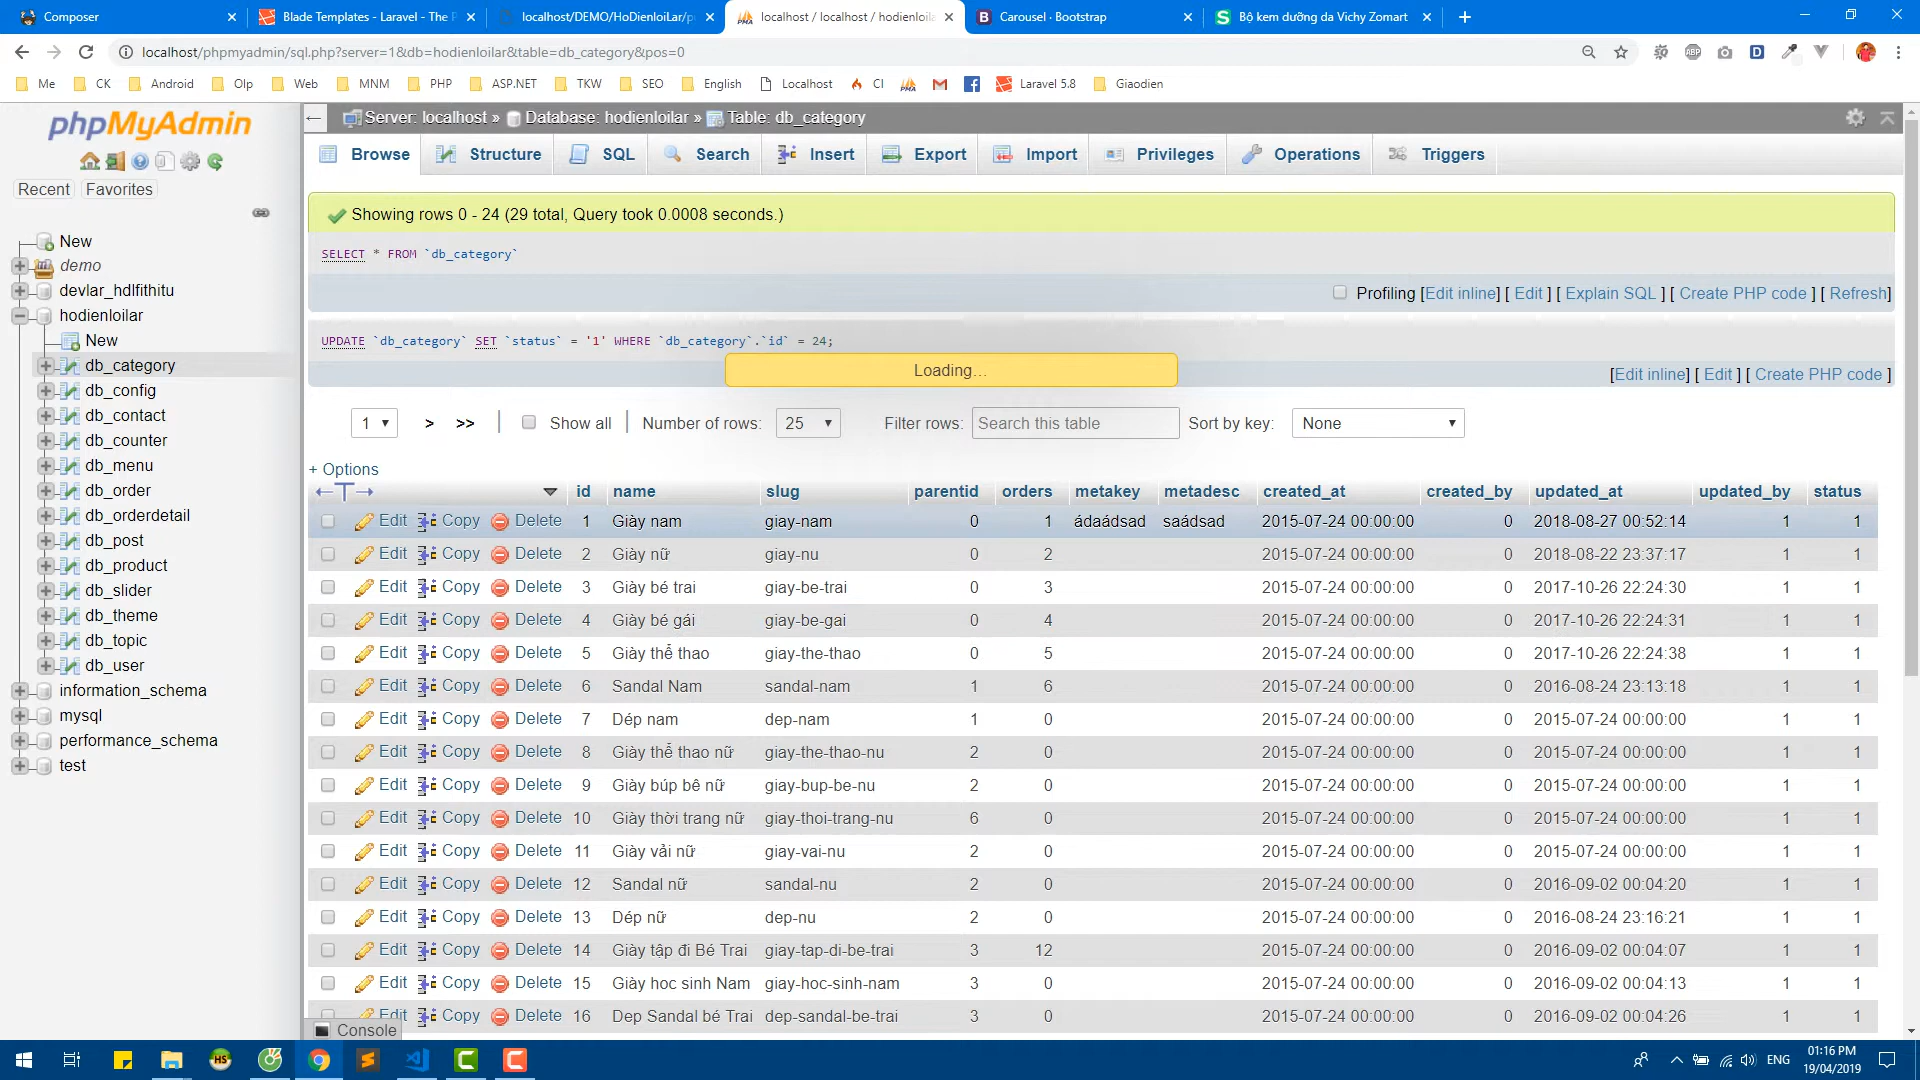 Composer
Blade Templates - Laravel - The P
localhost/DEMO/HoDienloiLar/p
localhost / localhost / hodienloila
Carousel · Bootstrap
Bộ kem dưỡng da Vichy Zomart
localhost/phpmyadmin/sql.php?server=1&db=hodienloilar&table=db_category&pos=0
Me CK Android Olp Web MNM PHP ASP.NET TKW SEO English Localhost CI Laravel 5.8 Giaodien
phpMyAdmin
Recent Favorites
New
demo
devlar_hdlfithitu
hodienloilar
New
db_category
db_config
db_contact
db_counter
db_menu
db_order
db_orderdetail
db_post
db_product
db_slider
db_theme
db_topic
db_user
information_schema
mysql
performance_schema
test
Server: localhost » Database: hodienloilar » Table: db_category
Browse Structure SQL Search Insert Export Import Privileges Operations Triggers
Showing rows 0 - 24 (29 total, Query took 0.0008 seconds.)
SELECT * FROM `db_category`
Profiling [Edit inline] [ Edit ] [ Explain SQL ] [ Create PHP code ] [ Refresh]
UPDATE `db_category` SET `status` = '1' WHERE `db_category`.`id` = 24;
Loading…
[Edit inline] [ Edit ] [ Create PHP code ]
1 > >> | Show all | Number of rows: 25 Filter rows: Search this table Sort by key: None
+ Options
←T→ id name slug parentid orders metakey metadesc created_at created_by updated_at updated_by status
Edit Copy Delete 1 Giày nam giay-nam 0 1 ádaádsad saádsad 2015-07-24 00:00:00 0 2018-08-27 00:52:14 1 1
Edit Copy Delete 2 Giày nữ giay-nu 0 2 2015-07-24 00:00:00 0 2018-08-22 23:37:17 1 1
Edit Copy Delete 3 Giày bé trai giay-be-trai 0 3 2015-07-24 00:00:00 0 2017-10-26 22:24:30 1 1
Edit Copy Delete 4 Giày bé gái giay-be-gai 0 4 2015-07-24 00:00:00 0 2017-10-26 22:24:31 1 1
Edit Copy Delete 5 Giày thể thao giay-the-thao 0 5 2015-07-24 00:00:00 0 2017-10-26 22:24:38 1 1
Edit Copy Delete 6 Sandal Nam sandal-nam 1 6 2015-07-24 00:00:00 0 2016-08-24 23:13:18 1 1
Edit Copy Delete 7 Dép nam dep-nam 1 0 2015-07-24 00:00:00 0 2015-07-24 00:00:00 1 1
Edit Copy Delete 8 Giày thể thao nữ giay-the-thao-nu 2 0 2015-07-24 00:00:00 0 2015-07-24 00:00:00 1 1
Edit Copy Delete 9 Giày búp bê nữ giay-bup-be-nu 2 0 2015-07-24 00:00:00 0 2015-07-24 00:00:00 1 1
Edit Copy Delete 10 Giày thời trang nữ giay-thoi-trang-nu 6 0 2015-07-24 00:00:00 0 2015-07-24 00:00:00 1 1
Edit Copy Delete 11 Giày vải nữ giay-vai-nu 2 0 2015-07-24 00:00:00 0 2015-07-24 00:00:00 1 1
Edit Copy Delete 12 Sandal nữ sandal-nu 2 0 2015-07-24 00:00:00 0 2016-09-02 00:04:20 1 1
Edit Copy Delete 13 Dép nữ dep-nu 2 0 2015-07-24 00:00:00 0 2016-08-24 23:16:21 1 1
Edit Copy Delete 14 Giày tập đi Bé Trai giay-tap-di-be-trai 3 12 2015-07-24 00:00:00 0 2016-09-02 00:04:07 1 1
Edit Copy Delete 15 Giày hoc sinh Nam giay-hoc-sinh-nam 3 0 2015-07-24 00:00:00 0 2016-09-02 00:04:13 1 1
Edit Copy Delete 16 Dep Sandal bé Trai dep-sandal-be-trai 3 0 2015-07-24 00:00:00 0 2016-09-02 00:04:26 1 1
Console
ENG
01:16 PM
19/04/2019